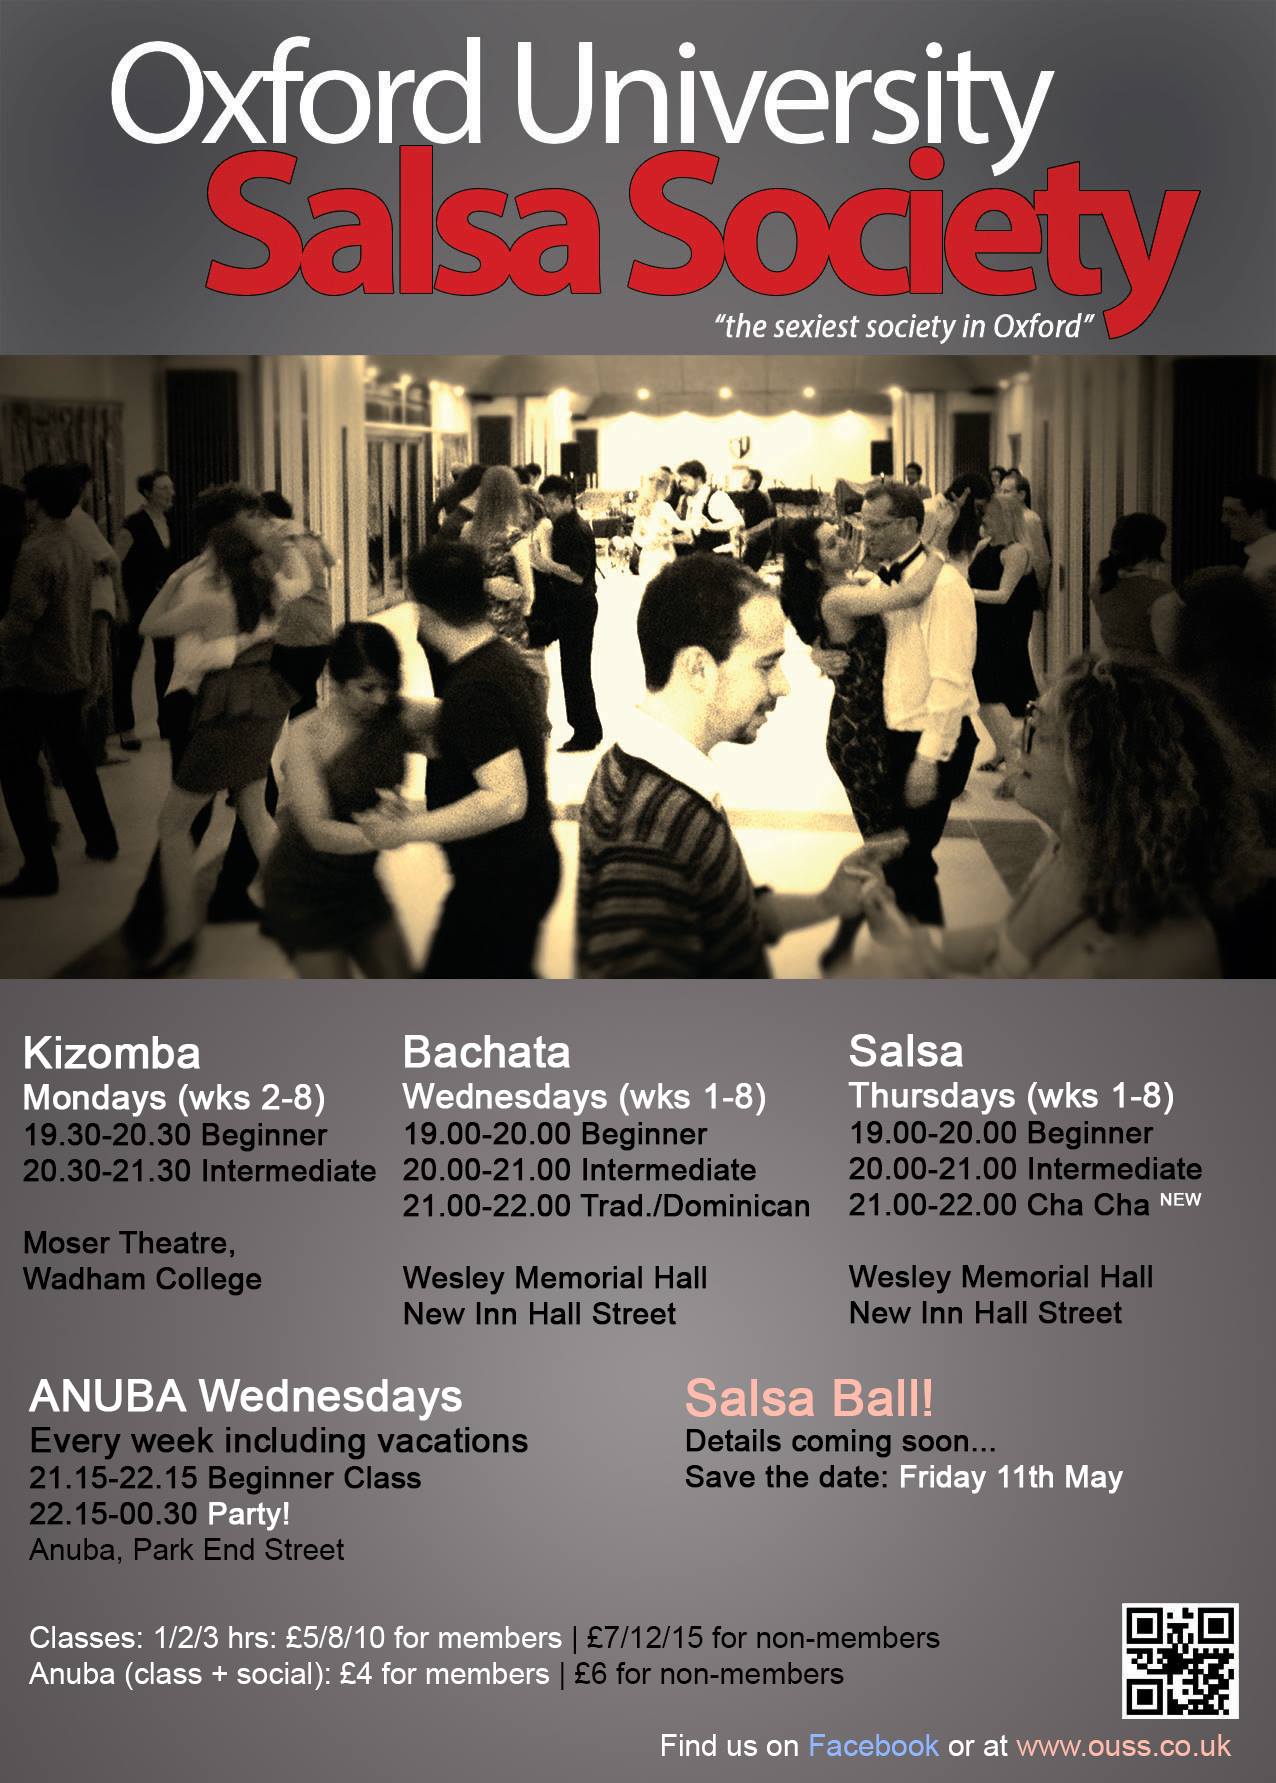 Oxford University
Salsa Society
“the sexiest society in Oxford”
Kizomba
Mondays (wks 2-8)
19.30-20.30 Beginner
20.30-21.30 Intermediate
Moser Theatre,
Wadham College
Bachata
Wednesdays (wks 1-8)
19.00-20.00 Beginner
20.00-21.00 Intermediate
21.00-22.00 Trad./Dominican
Wesley Memorial Hall
New Inn Hall Street
Salsa
Thursdays (wks 1-8)
19.00-20.00 Beginner
20.00-21.00 Intermediate
21.00-22.00 Cha Cha NEW
Wesley Memorial Hall
New Inn Hall Street
ANUBA Wednesdays
Every week including vacations
21.15-22.15 Beginner Class
22.15-00.30 Party!
Anuba, Park End Street
Salsa Ball!
Details coming soon...
Save the date: Friday 11th May
Classes: 1/2/3 hrs: £5/8/10 for members | £7/12/15 for non-members
Anuba (class + social): £4 for members | £6 for non-members
Find us on Facebook or at www.ouss.co.uk